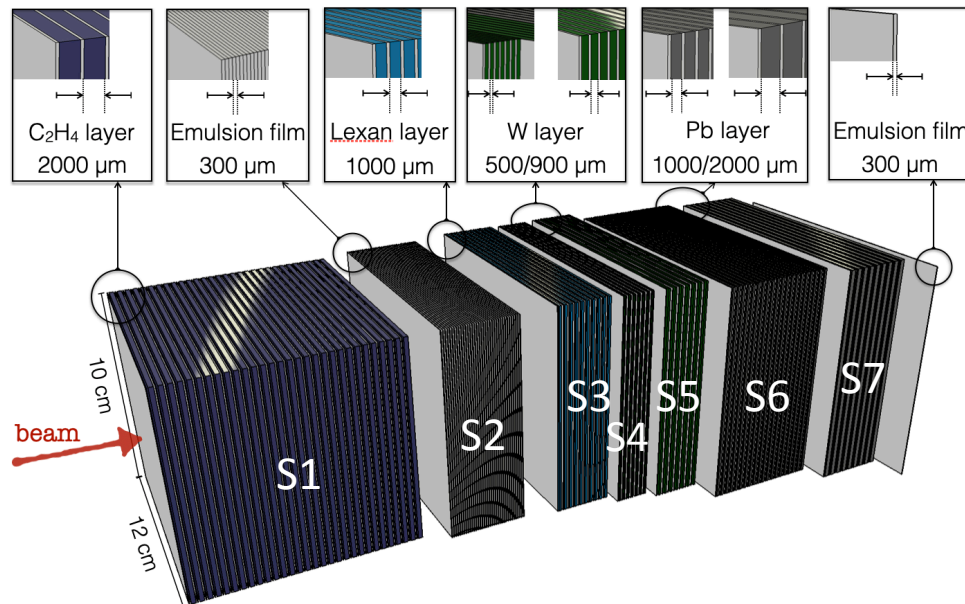 C₂H₄ layer
2000 µm
Emulsion film
300 µm
Lexan layer
1000 µm
W layer
500/900 µm
Pb layer
1000/2000 µm
Emulsion film
300 µm
10 cm
beam
12 cm
S1
S2
S3
S4
S5
S6
S7